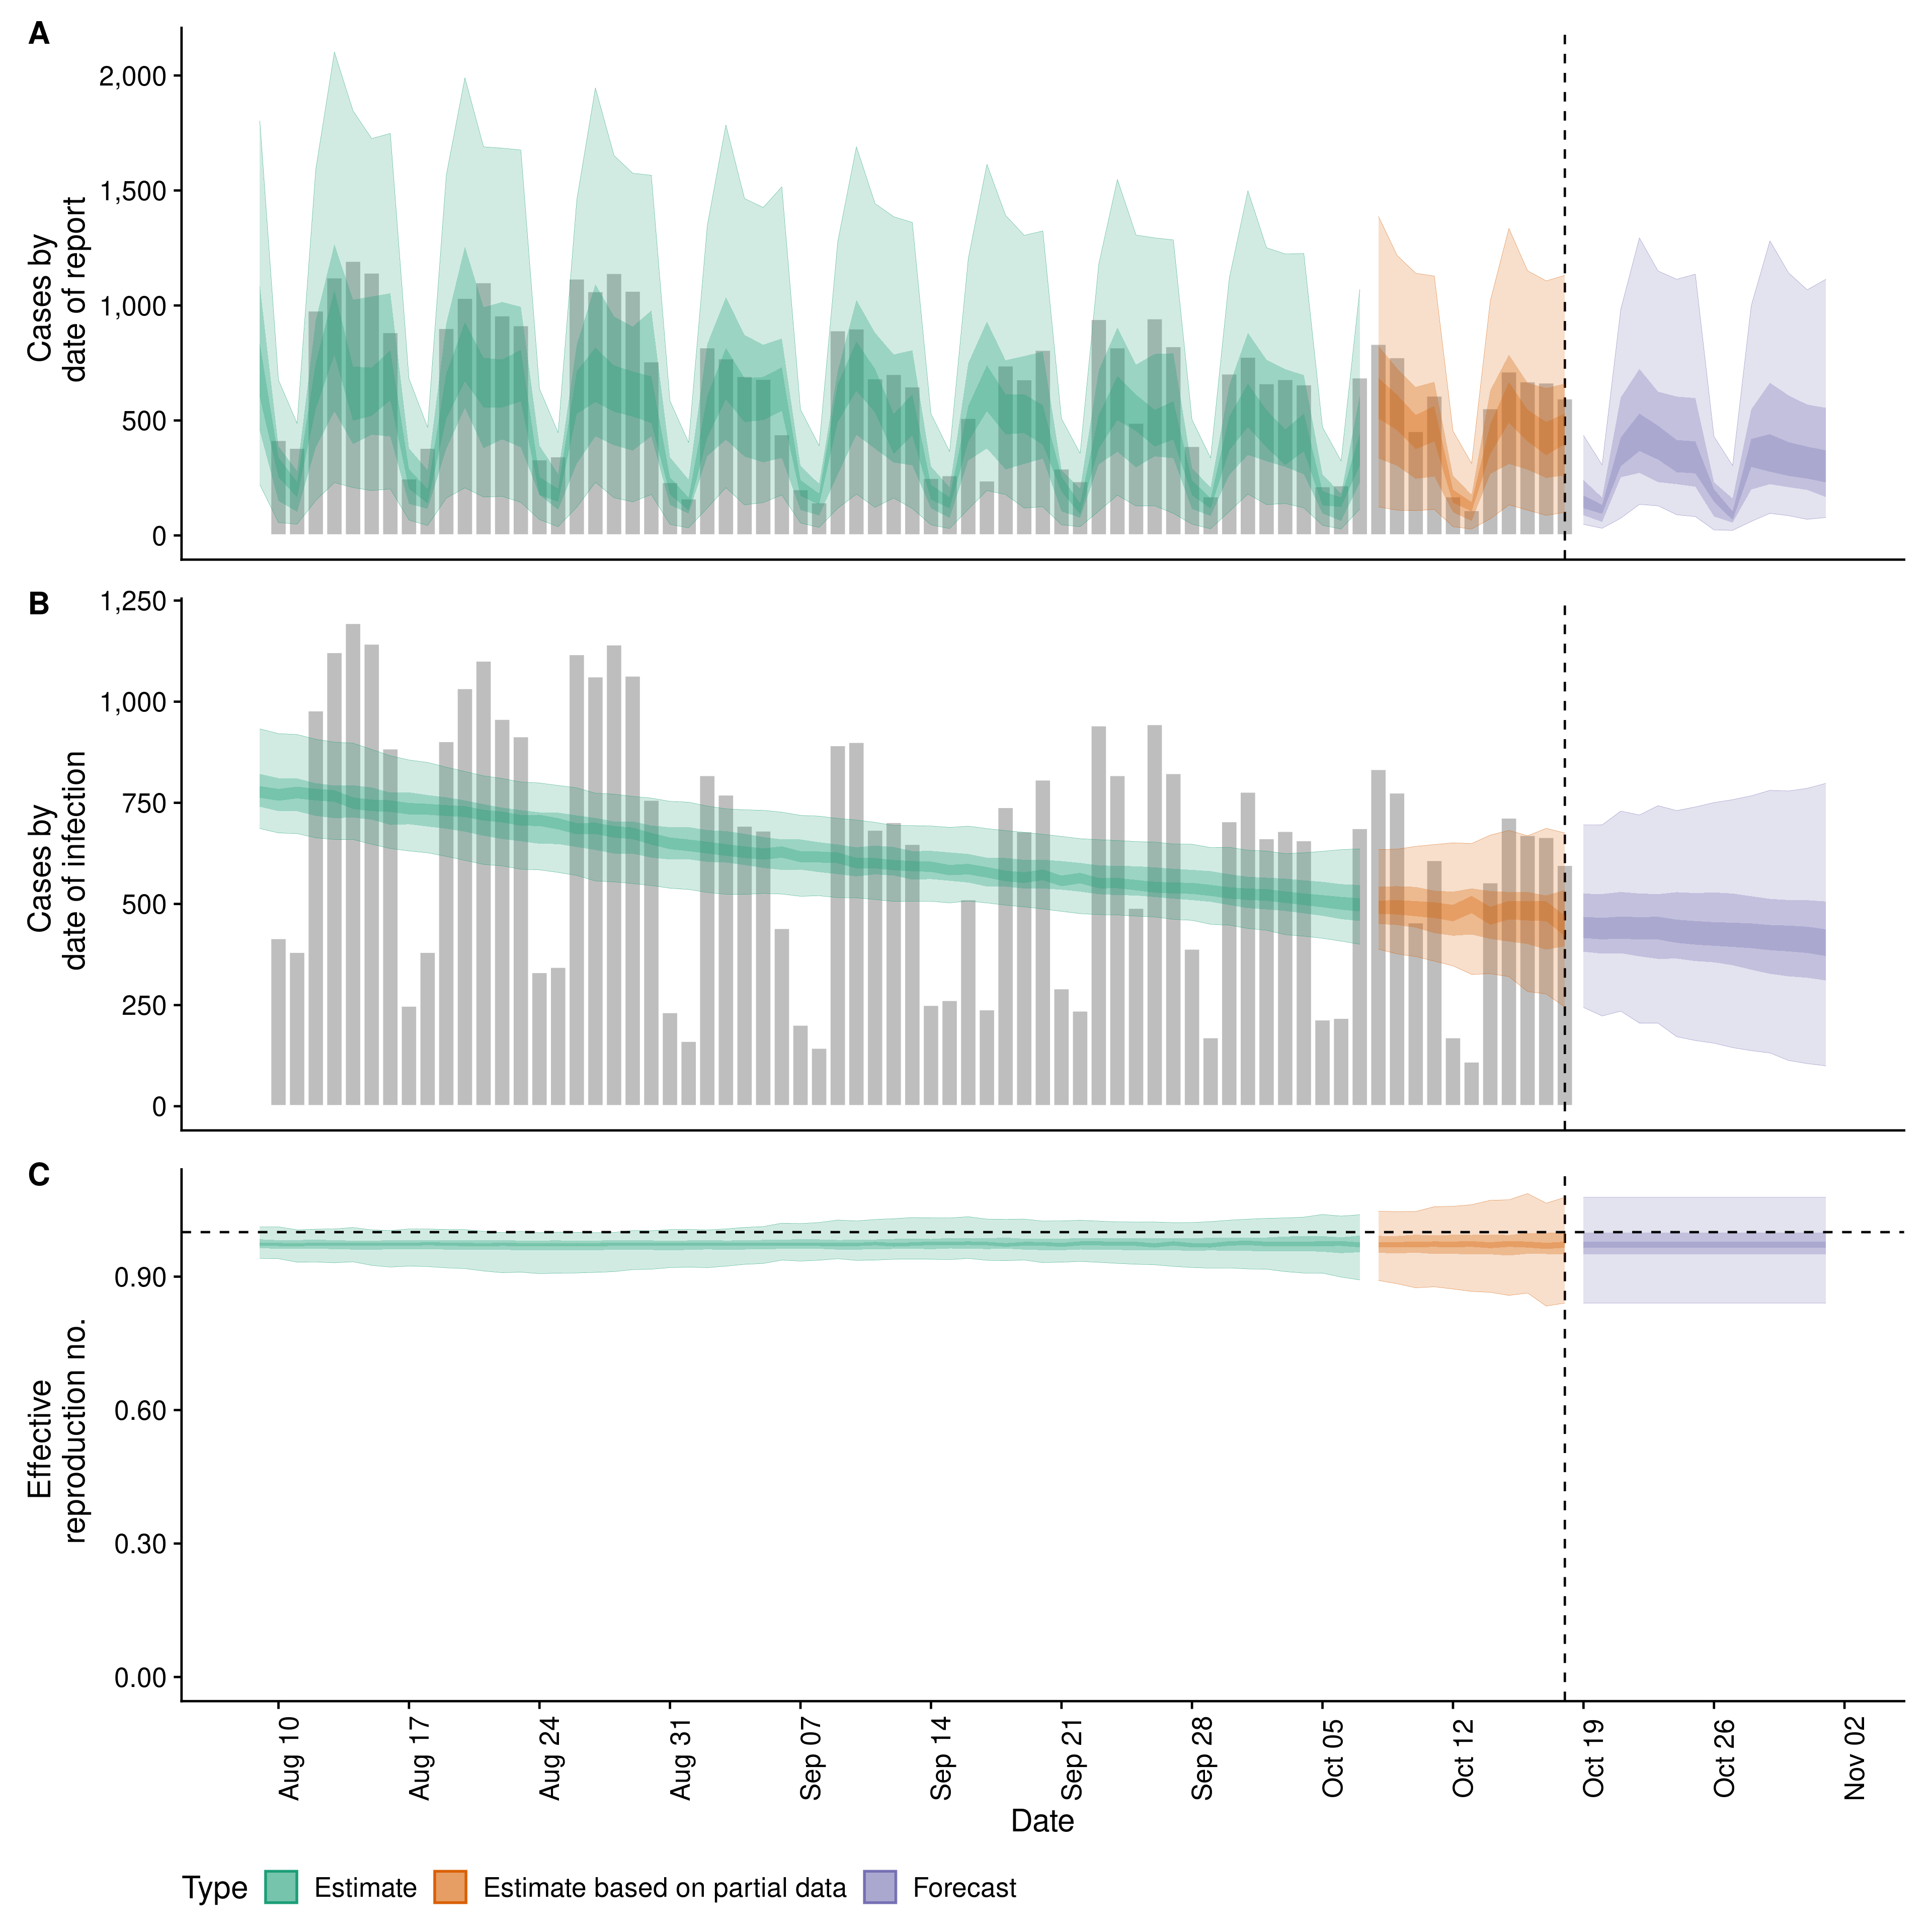 A
Cases by
date of report
2,000
1,500
1,000
500
0
B
Cases by
date of infection
1,250
1,000
750
500
250
0
C
Effective
reproduction no.
0.90
0.60
0.30
0.00
Aug 10
Aug 17
Aug 24
Aug 31
Sep 07
Sep 14
Sep 21
Sep 28
Oct 05
Oct 12
Oct 19
Oct 26
Nov 02
Date
Type Estimate Estimate based on partial data Forecast